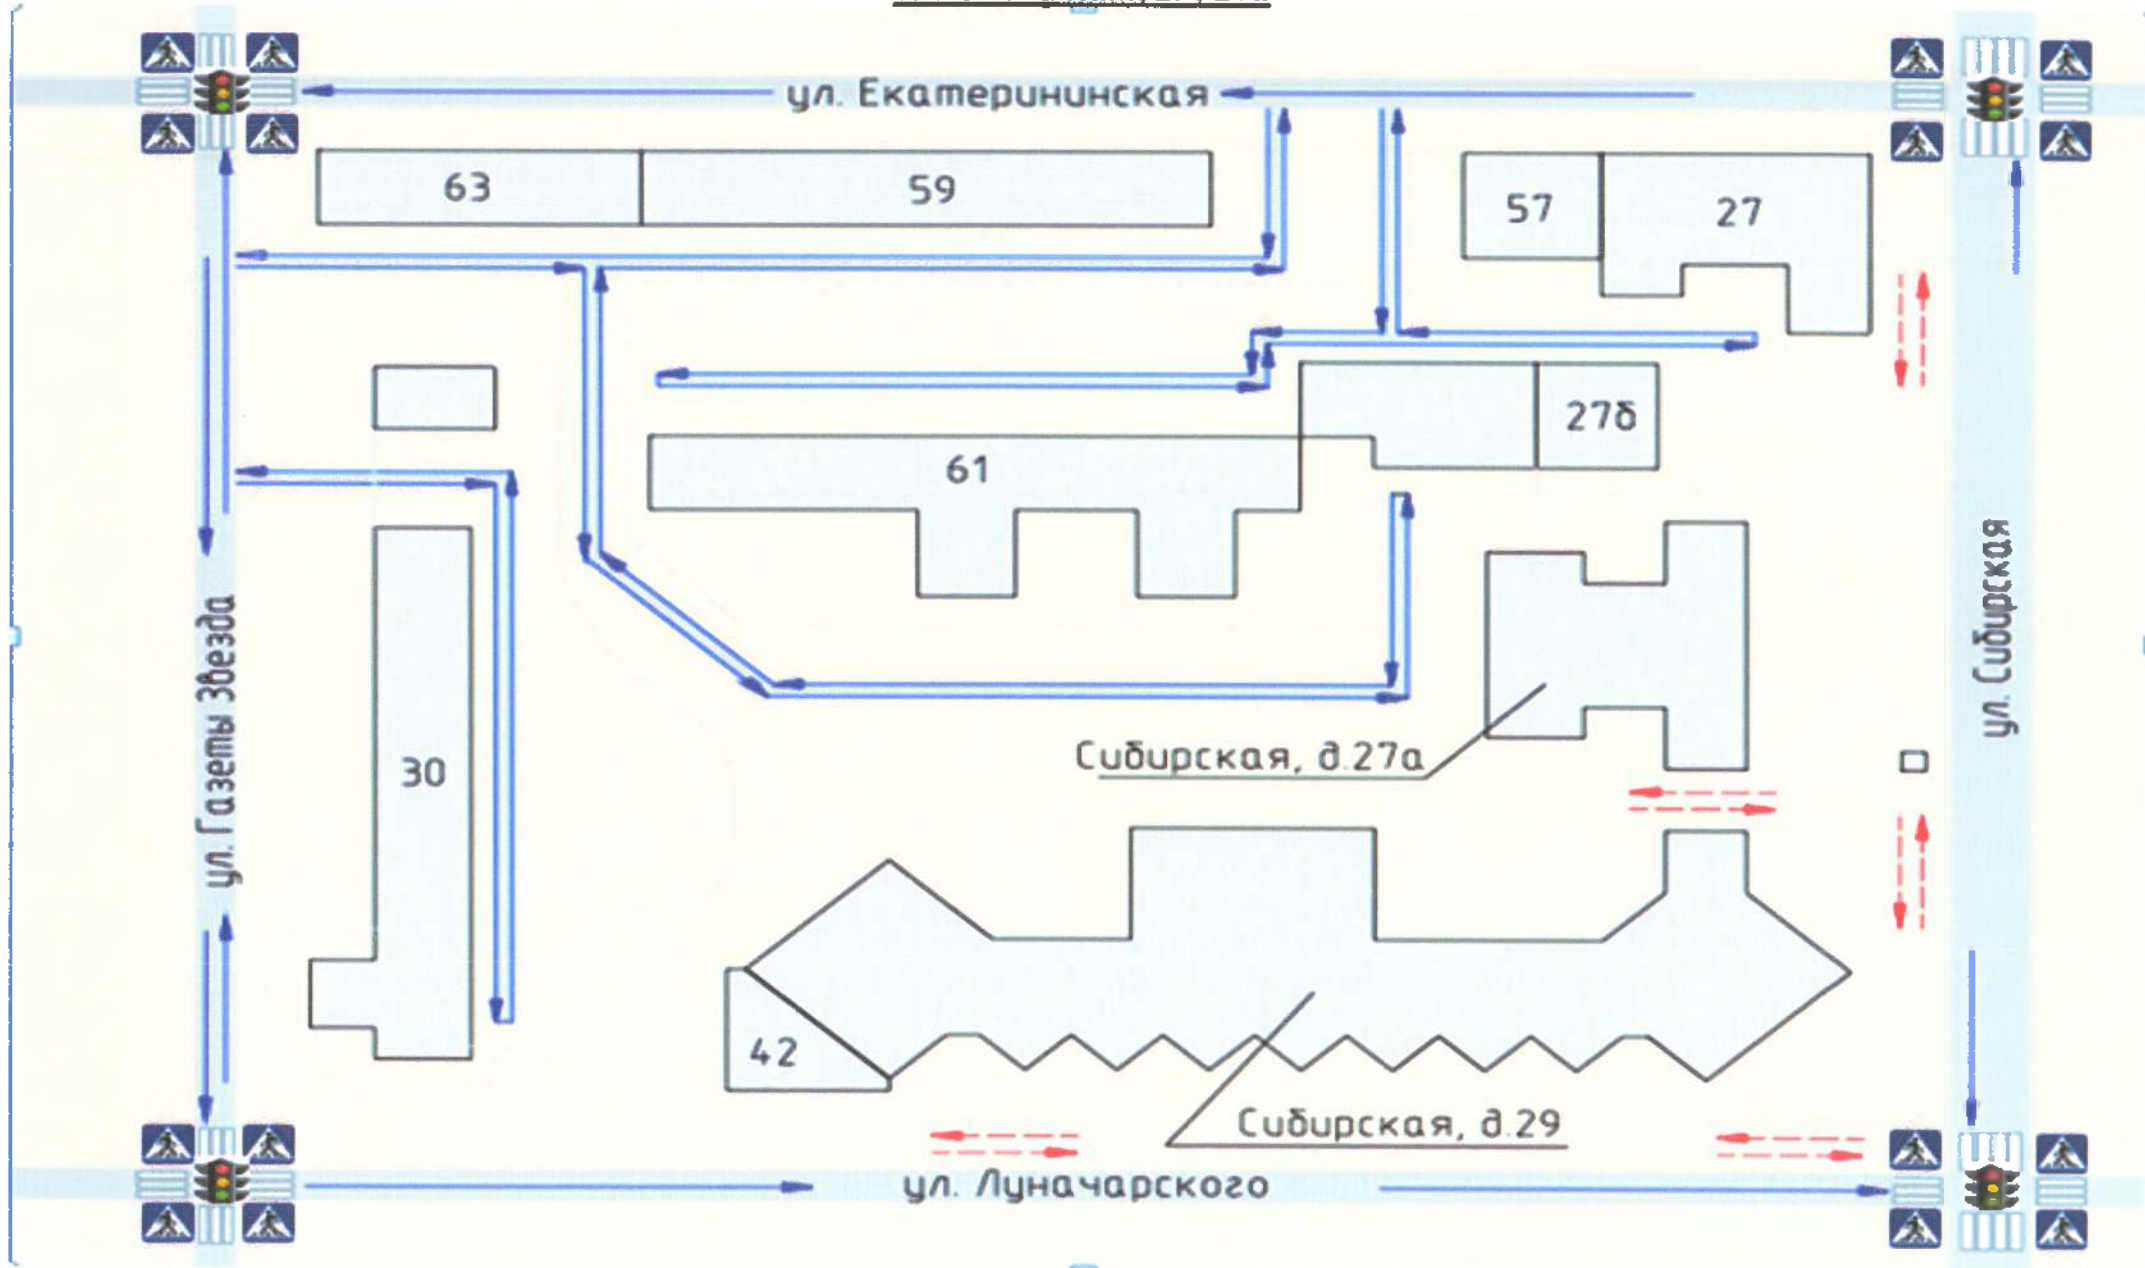 ул. Екатерининская
63
59
57
27
27б
61
ул. Газеты Звезда
ул. Сибирская
30
Сибирская, д.27а
42
Сибирская, д.29
ул. Луначарского